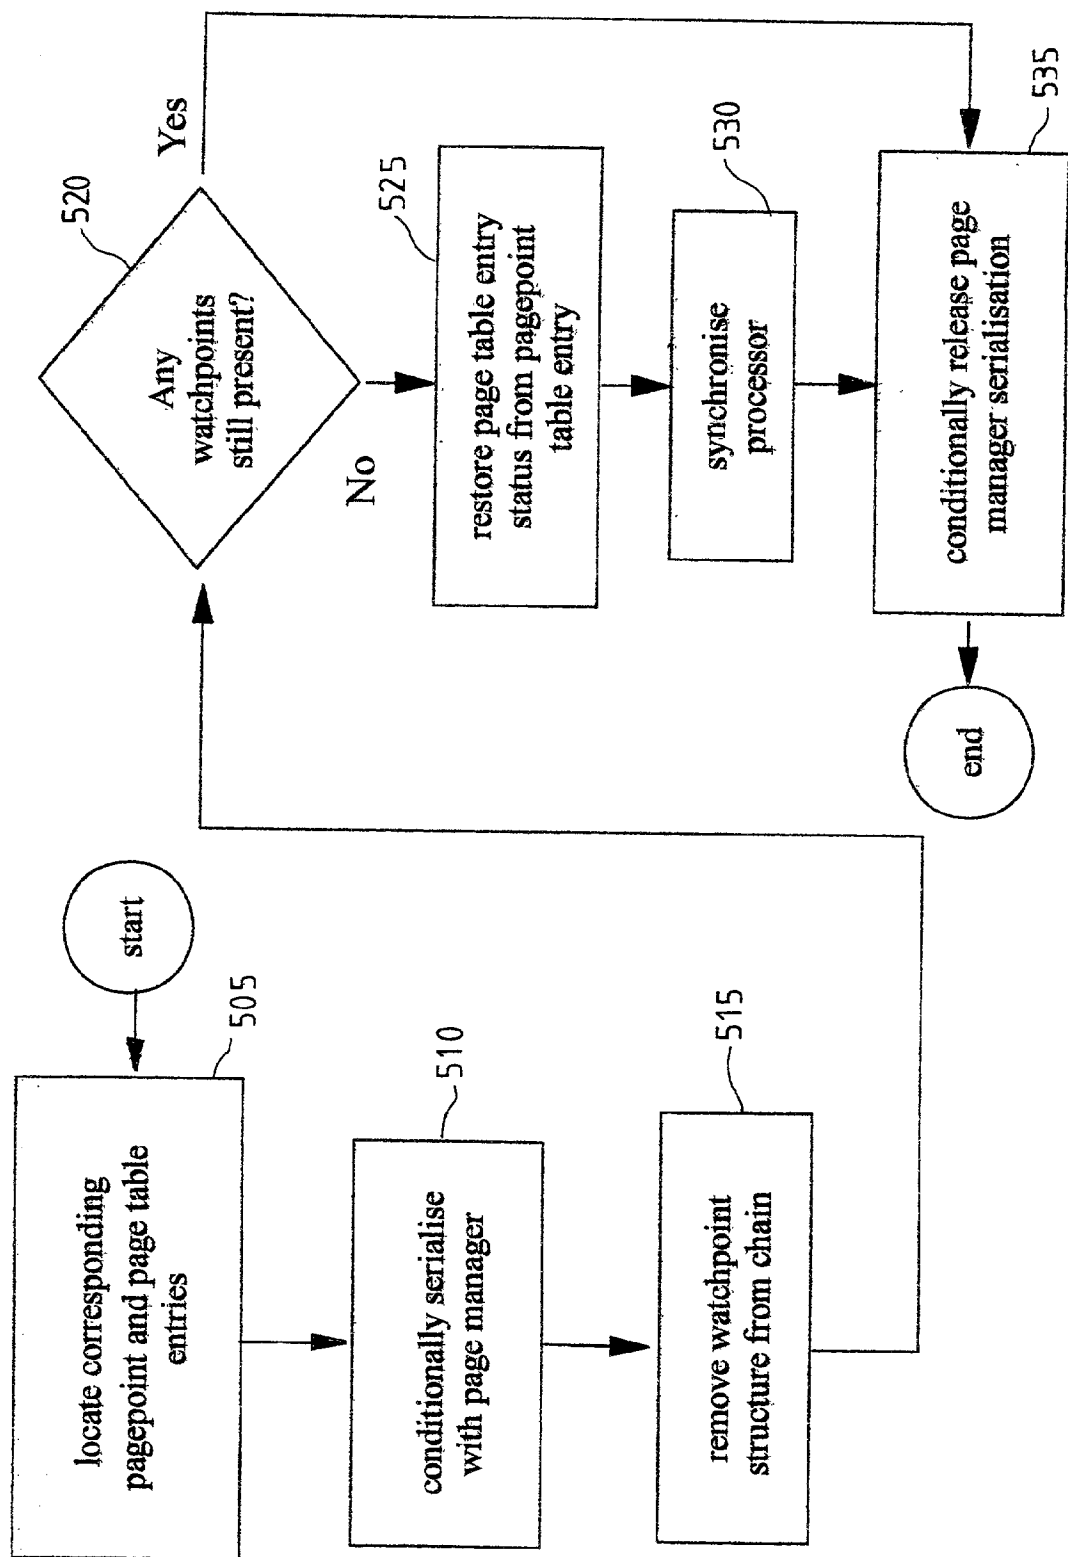 start
505
locate corresponding
pagepoint and page table
entries
510
conditionally serialise
with page manager
515
remove watchpoint
structure from chain
520
Any
watchpoints
still present?
Yes
No
525
restore page table entry
status from pagepoint
table entry
530
synchronise
processor
535
conditionally release page
manager serialisation
end